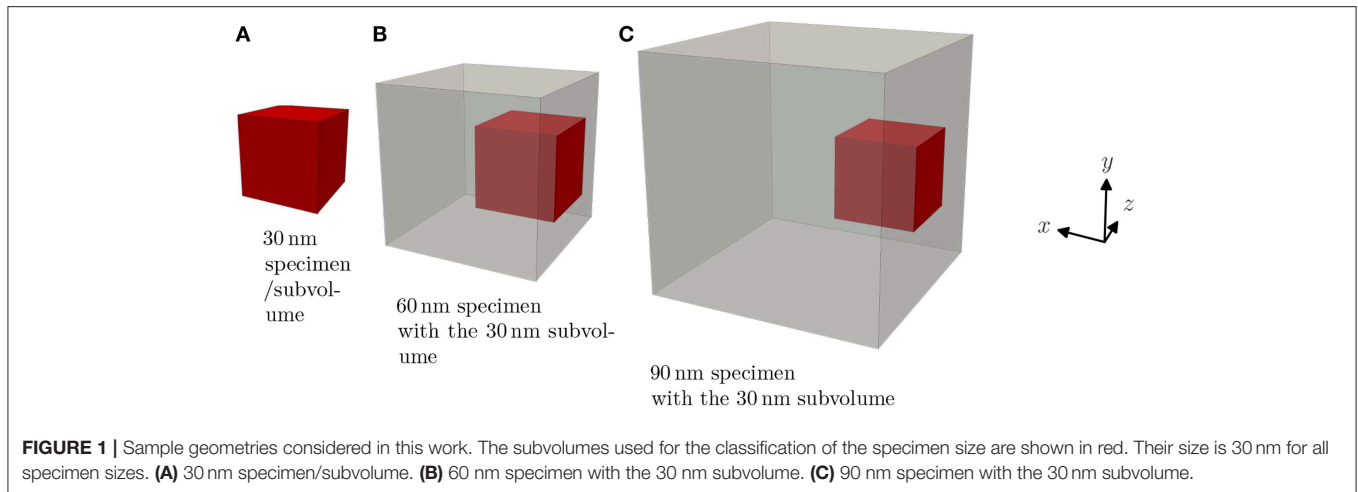 A
30 nm
specimen
/subvol-
ume
B
60 nm specimen
with the 30 nm subvol-
ume
C
90 nm specimen
with the 30 nm subvolume
y
z
x
FIGURE 1 | Sample geometries considered in this work. The subvolumes used for the classification of the specimen size are shown in red. Their size is 30 nm for all
specimen sizes. (A) 30 nm specimen/subvolume. (B) 60 nm specimen with the 30 nm subvolume. (C) 90 nm specimen with the 30 nm subvolume.